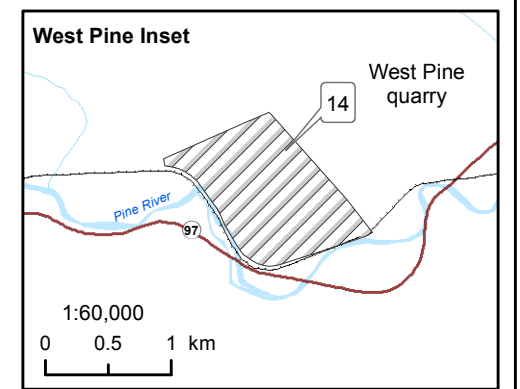 West Pine Inset
West Pine
quarry
14
Pine River
97
1:60,000
0 0.5 1 km